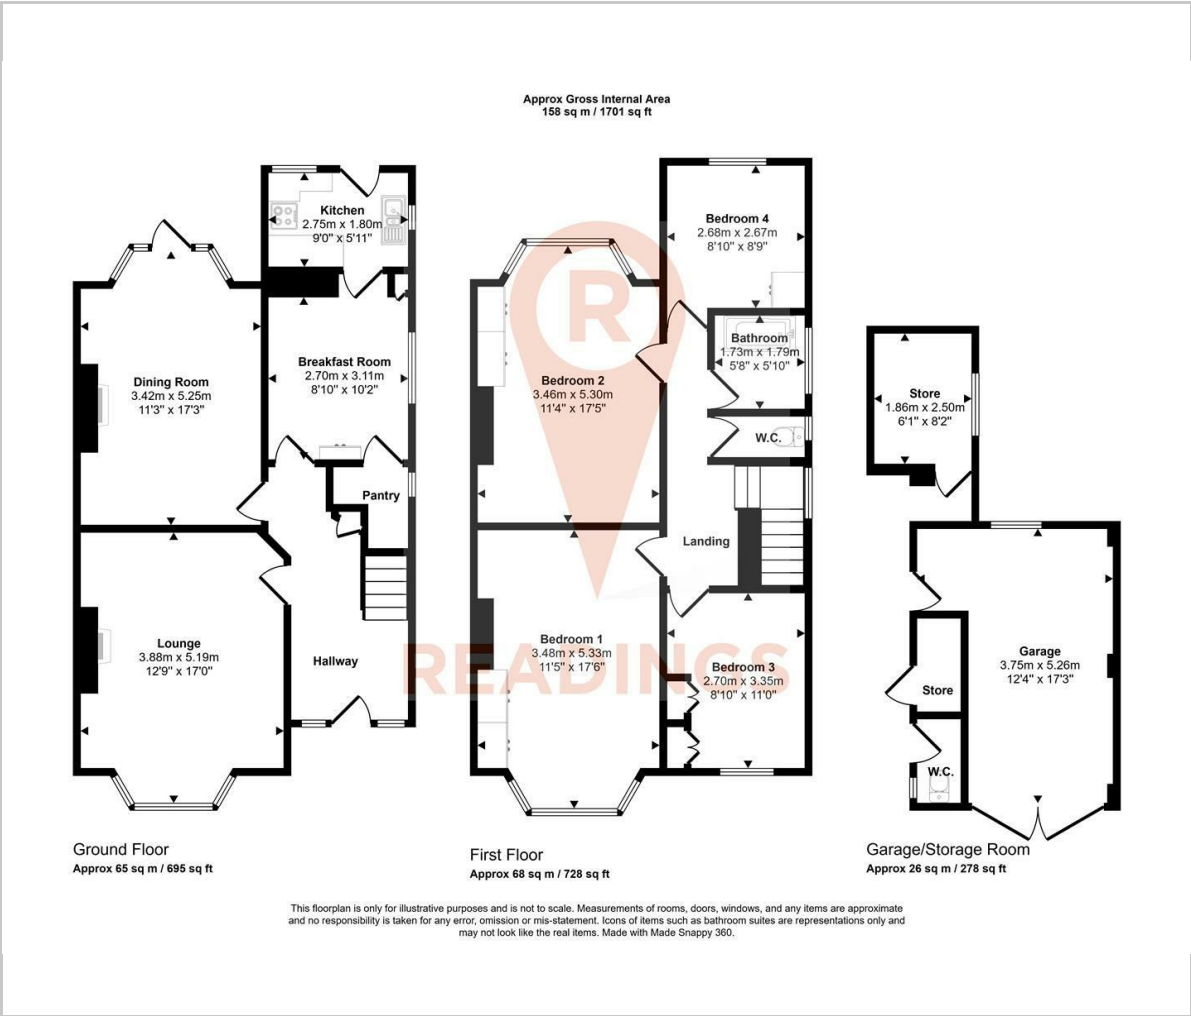 Approx Gross Internal Area
158 sq m / 1701 sq ft
Kitchen
2.75m x 1.80m
9'0" x 5'11"
Dining Room
3.42m x 5.25m
11'3" x 17'3"
Breakfast Room
2.70m x 3.11m
8'10" x 10'2"
Pantry
Lounge
3.88m x 5.19m
12'9" x 17'0"
Hallway
Ground Floor
Approx 65 sq m / 695 sq ft
Bedroom 4
2.68m x 2.67m
8'10" x 8'9"
R
Bathroom
1.73m x 1.79m
5'8" x 5'10"
Bedroom 2
3.46m x 5.30m
11'4" x 17'5"
W.C.
Landing
Bedroom 1
3.48m x 5.33m
11'5" x 17'6"
READINGS
Bedroom 3
2.70m x 3.35m
8'10" x 11'0"
First Floor
Approx 68 sq m / 728 sq ft
Store
1.86m x 2.50m
6'1" x 8'2"
Garage
3.75m x 5.26m
12'4" x 17'3"
Store
W.C.
Garage/Storage Room
Approx 26 sq m / 278 sq ft
This floorplan is only for illustrative purposes and is not to scale. Measurements of rooms, doors, windows, and any items are approximate
and no responsibility is taken for any error, omission or mis-statement. Icons of items such as bathroom suites are representations only and
may not look like the real items. Made with Made Snappy 360.